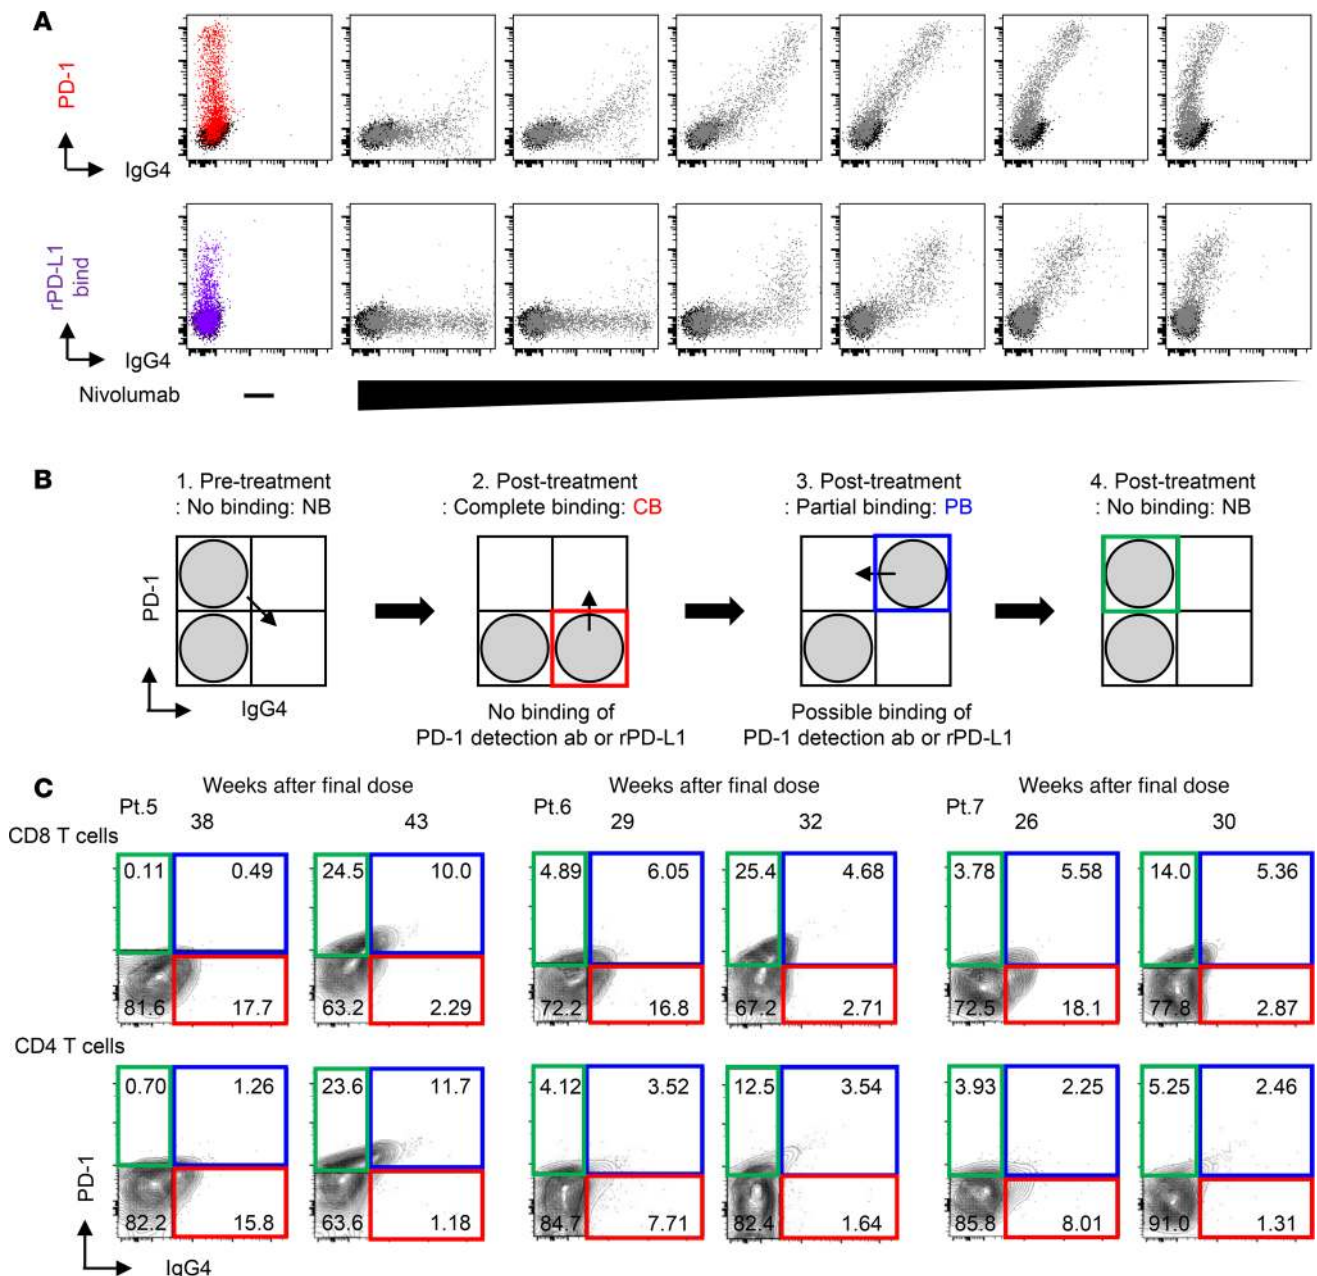 A
PD-1
IgG4
rPD-L1
bind
IgG4
Nivolumab —
B
1. Pre-treatment
: No binding: NB
2. Post-treatment
: Complete binding: CB
3. Post-treatment
: Partial binding: PB
4. Post-treatment
: No binding: NB
PD-1
IgG4
No binding of
PD-1 detection ab or rPD-L1
Possible binding of
PD-1 detection ab or rPD-L1
C
Weeks after final dose
Weeks after final dose
Weeks after final dose
Pt.5
38
43
Pt.6
29
32
Pt.7
26
30
CD8 T cells
0.11 0.49
24.5 10.0
4.89 6.05
25.4 4.68
3.78 5.58
14.0 5.36
81.6 17.7
63.2 2.29
72.2 16.8
67.2 2.71
72.5 18.1
77.8 2.87
CD4 T cells
0.70 1.26
23.6 11.7
4.12 3.52
12.5 3.54
3.93 2.25
5.25 2.46
82.2 15.8
63.6 1.18
84.7 7.71
82.4 1.64
85.8 8.01
91.0 1.31
PD-1
IgG4